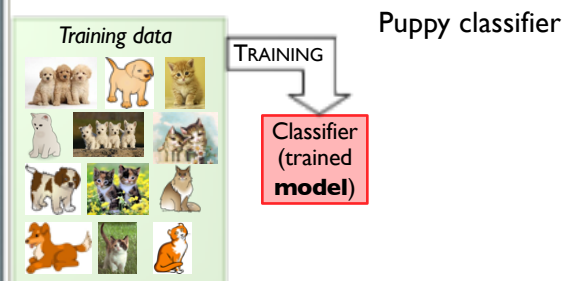 Puppy classifier
Training data
TRAINING
Classifier
(trained
model)